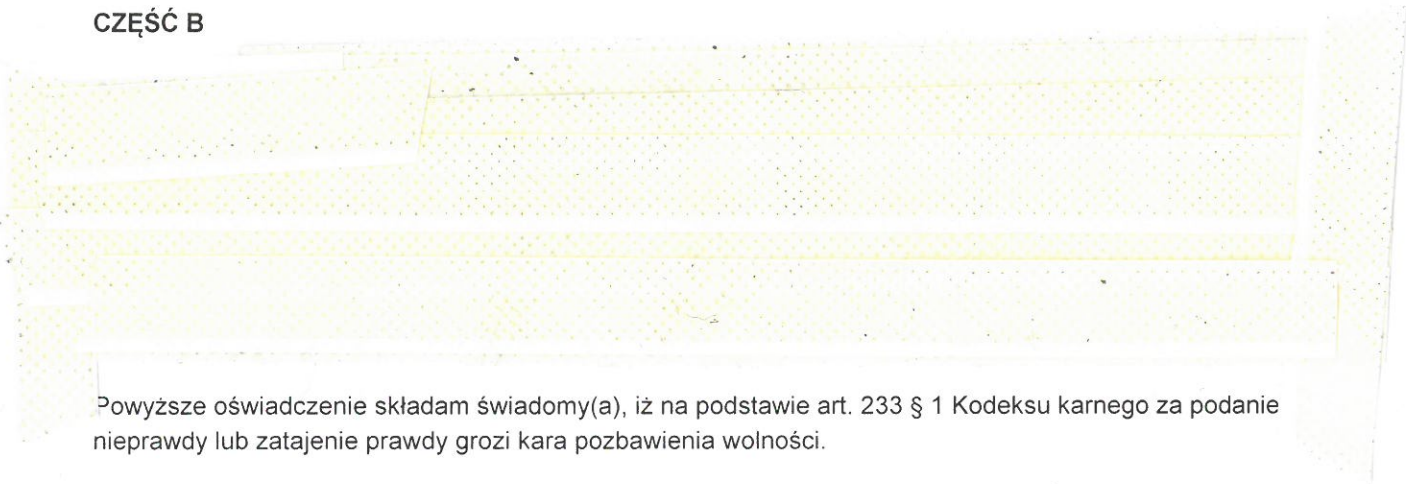 CZĘŚĆ B
Powyższe oświadczenie składam świadomy(a), iż na podstawie art. 233 § 1 Kodeksu karnego za podanie
nieprawdy lub zatajenie prawdy grozi kara pozbawienia wolności.